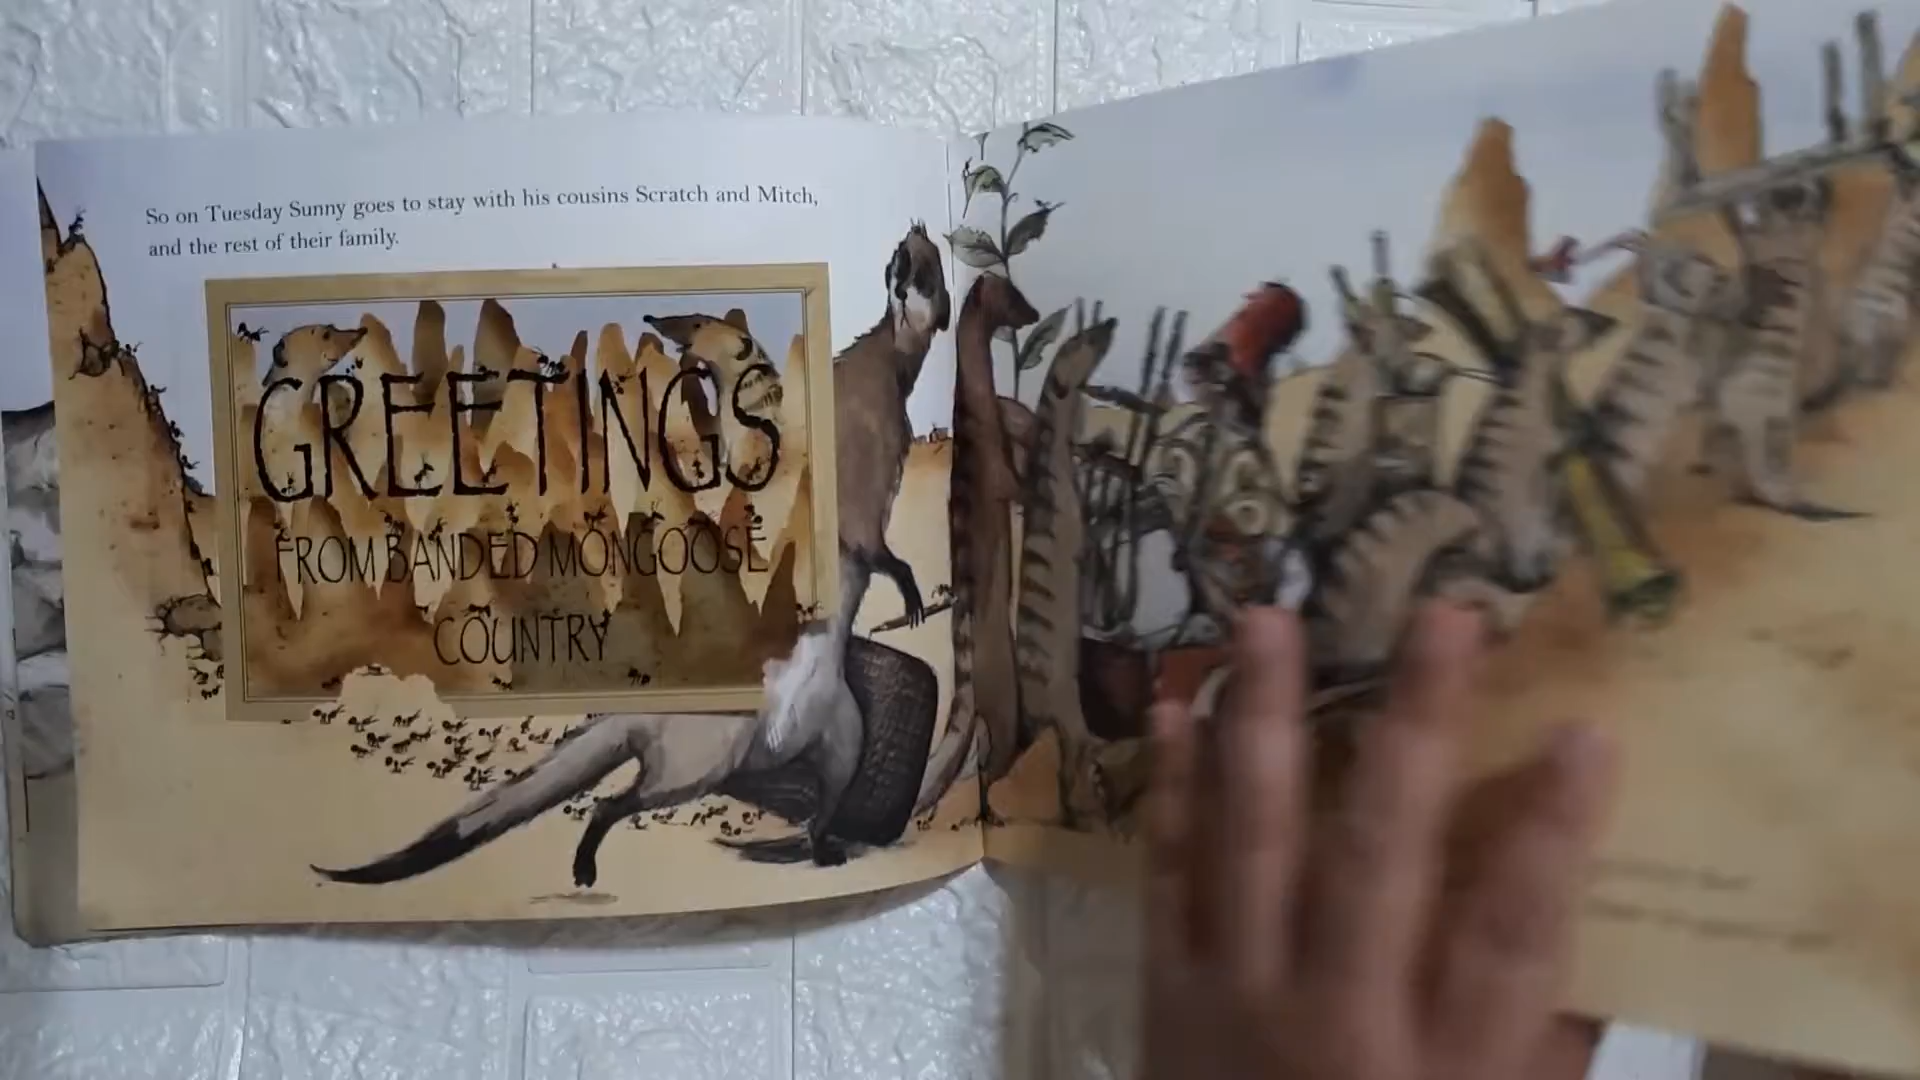 So on Tuesday Sunny goes to stay with his cousins Scratch and Mitch,
and the rest of their family.
GREETINGS
FROM BANDED MONGOOSE
COUNTRY